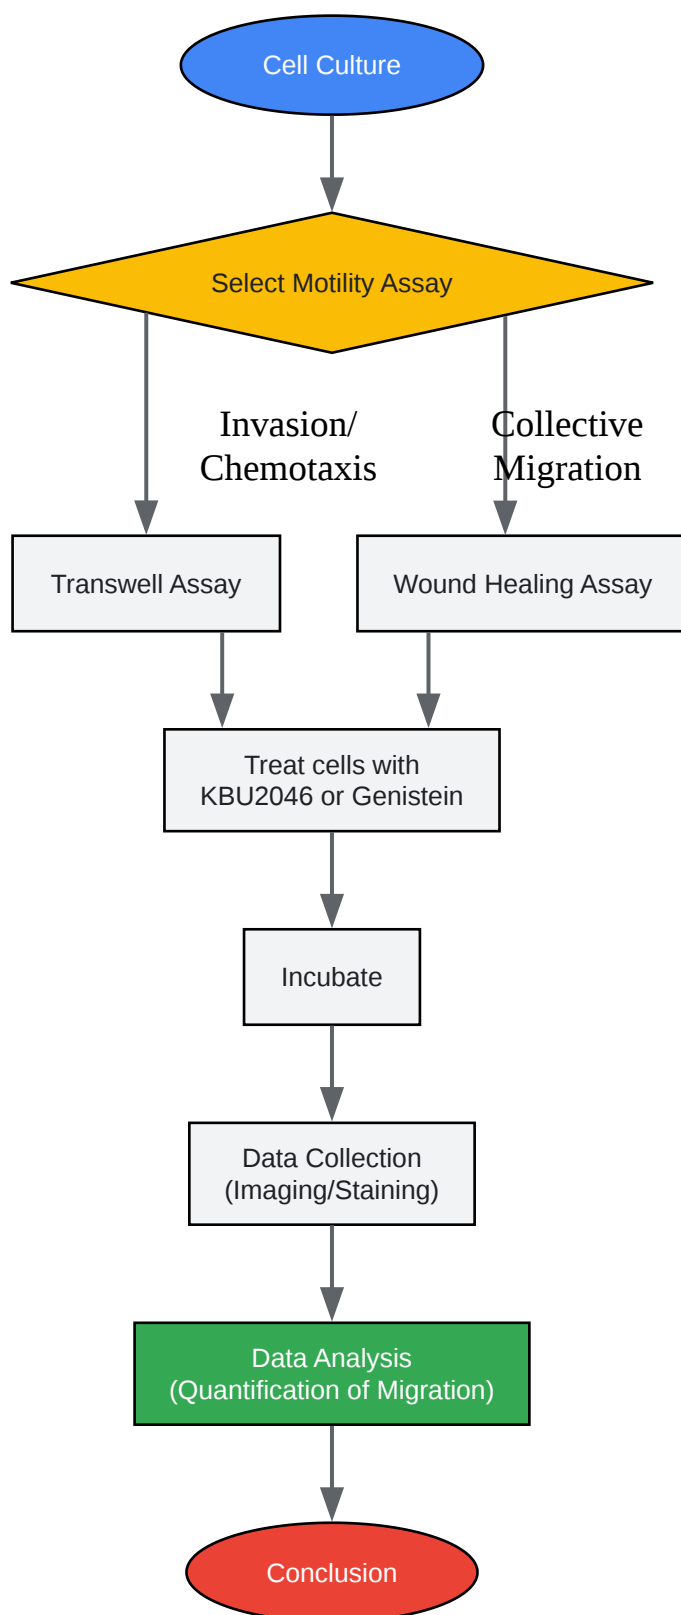 Cell Culture
Select Motility Assay
Invasion/
Chemotaxis
Collective
Migration
Transwell Assay
Wound Healing Assay
Treat cells with
KBU2046 or Genistein
Incubate
Data Collection
(Imaging/Staining)
Data Analysis
(Quantification of Migration)
Conclusion